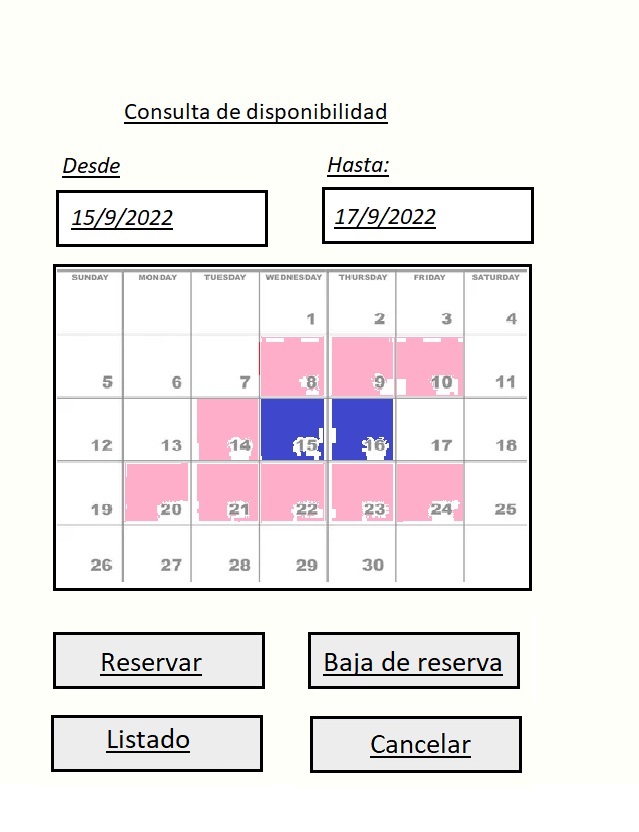 Consulta de disponibilidad
Desde
Hasta:
15/9/2022
17/9/2022
SUNDAY MONDAY TUESDAY WEDNESDAY THURSDAY FRIDAY SATURDAY
1 2 3 4
5 6 7 8 9 10 11
12 13 14 15 16 17 18
19 20 21 22 23 24 25
26 27 28 29 30
Reservar
Baja de reserva
Listado
Cancelar